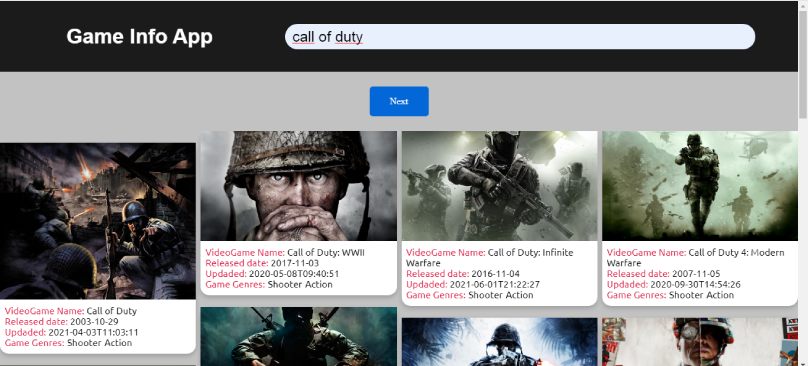 Game Info App
call of duty
Next
VideoGame Name: Call of Duty
Released date: 2003-10-29
Updaded: 2021-04-03T11:03:11
Game Genres: Shooter Action
VideoGame Name: Call of Duty: WWII
Released date: 2017-11-03
Updaded: 2020-05-08T09:40:51
Game Genres: Shooter Action
VideoGame Name: Call of Duty: Infinite
Warfare
Released date: 2016-11-04
Updaded: 2021-06-01T21:22:27
Game Genres: Shooter Action
VideoGame Name: Call of Duty 4: Modern
Warfare
Released date: 2007-11-05
Updaded: 2020-09-30T14:54:26
Game Genres: Shooter Action